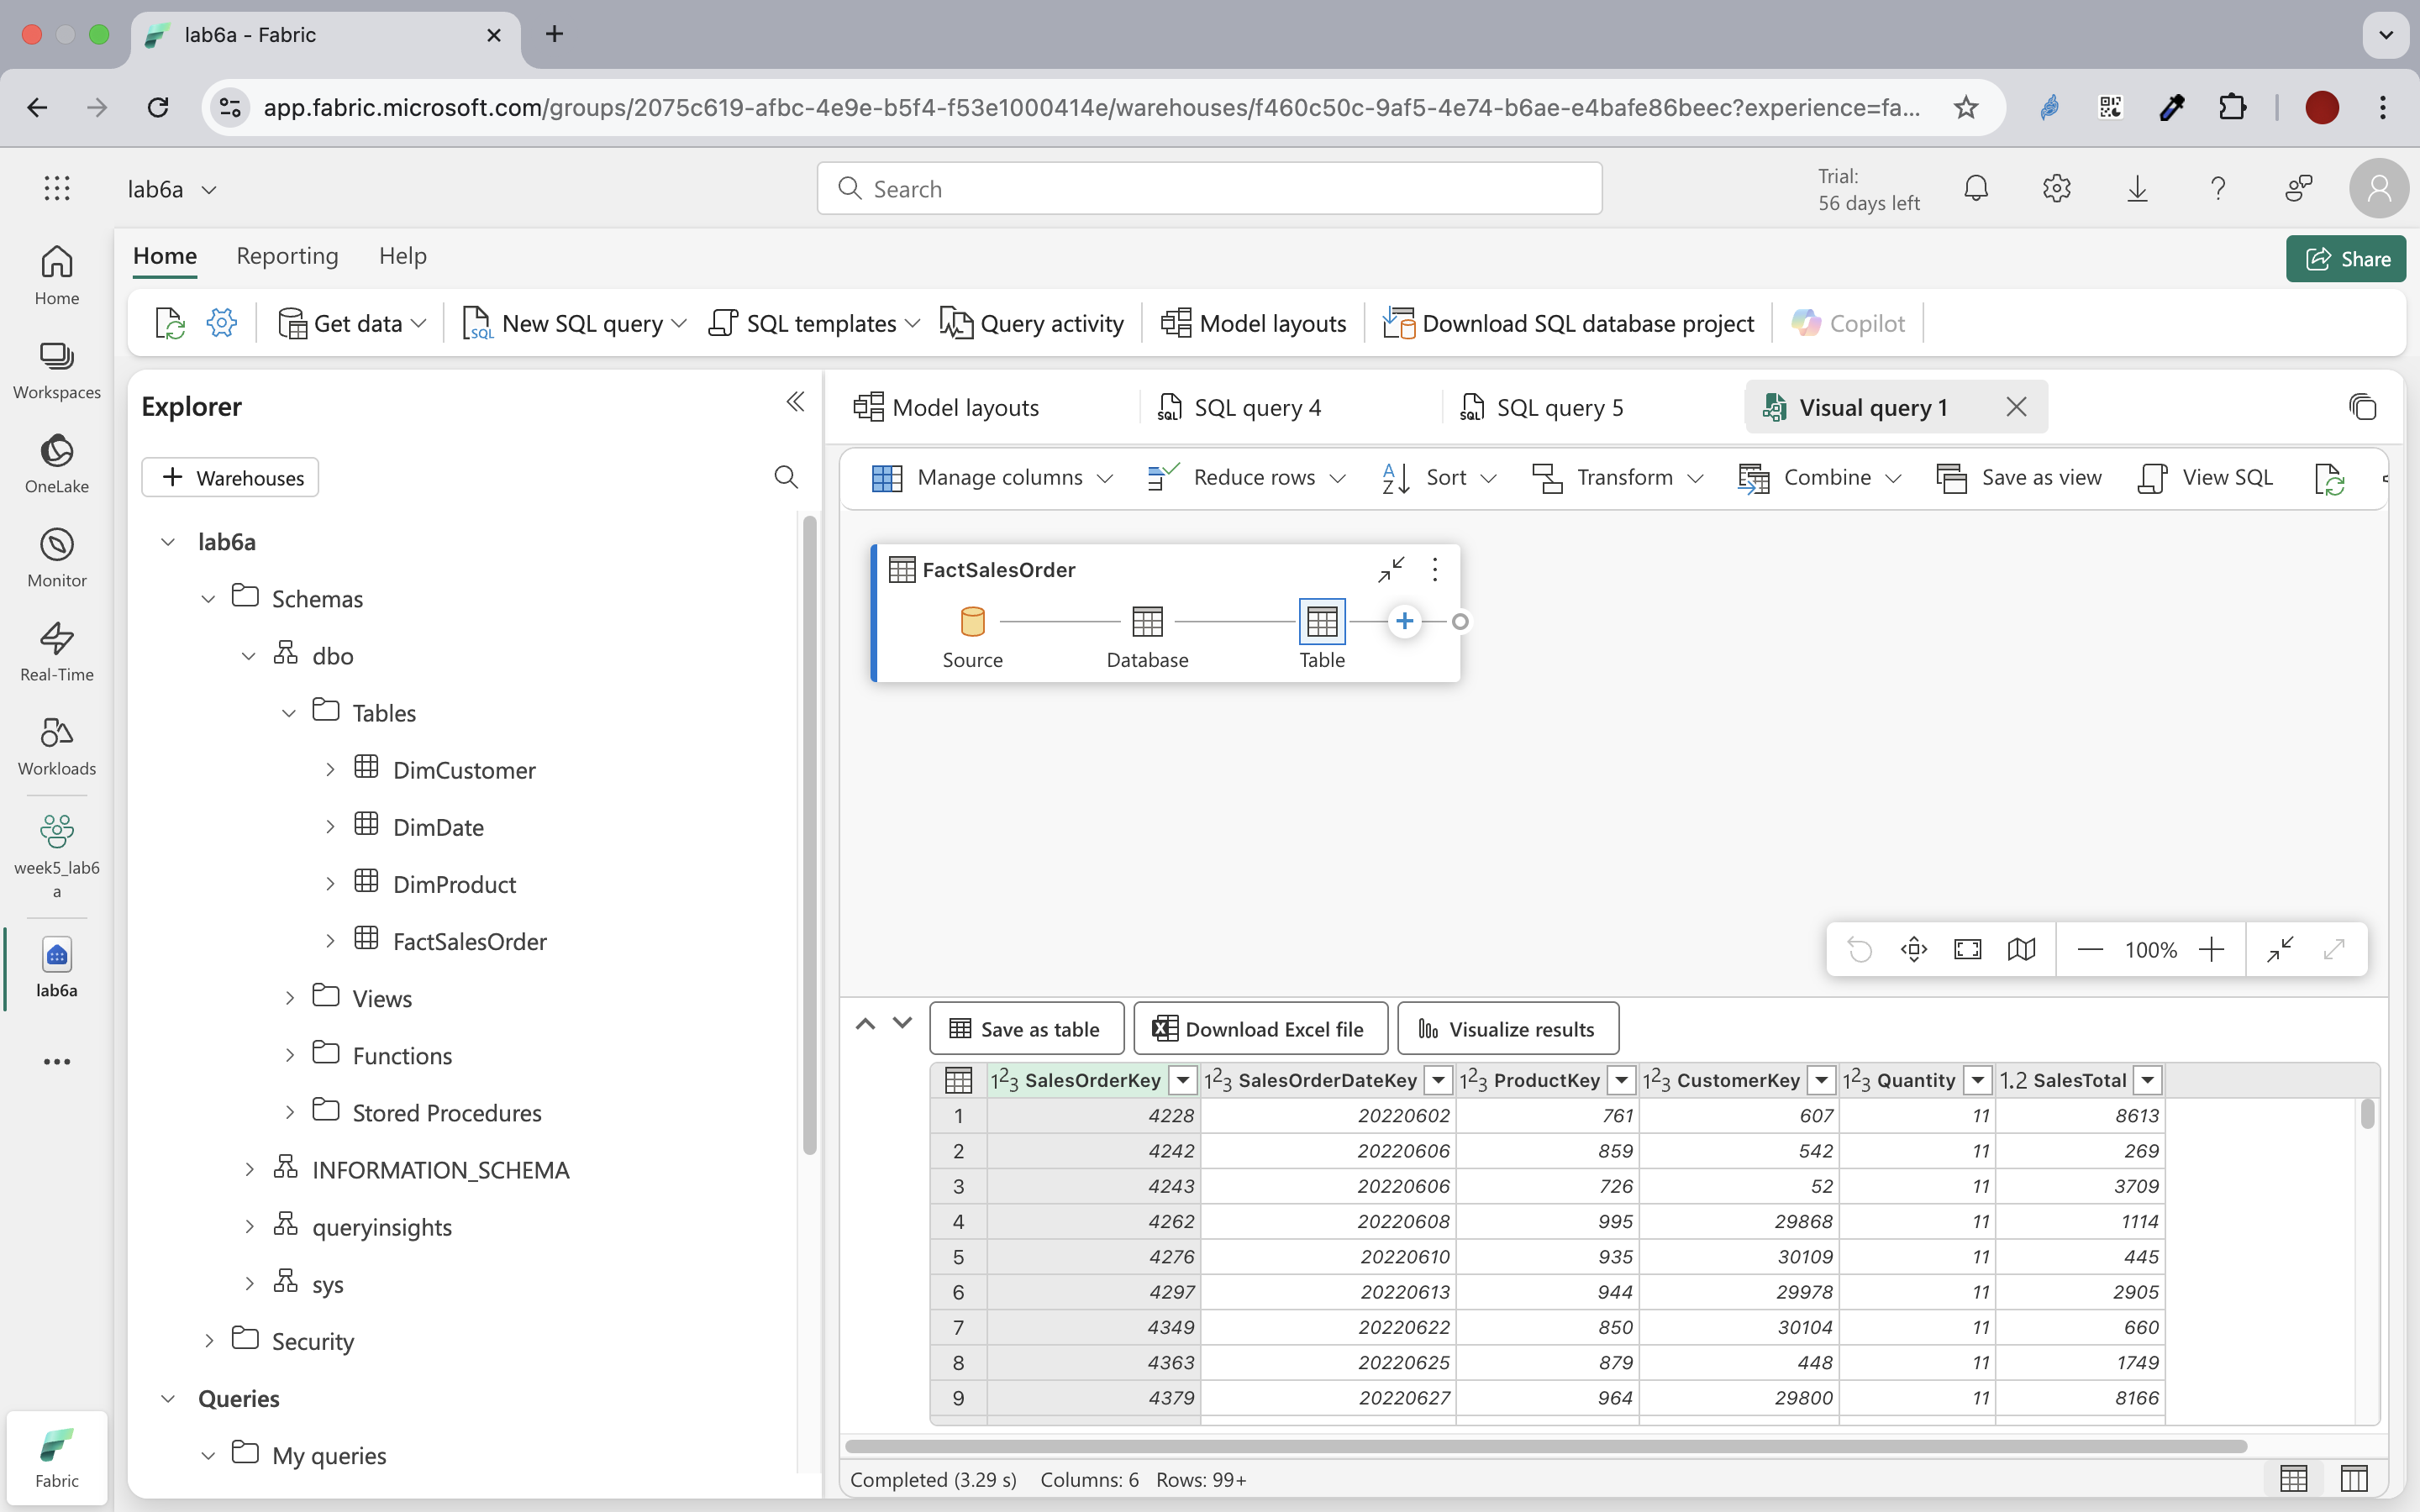 lab6a - Fabric
app.fabric.microsoft.com/groups/2075c619-afbc-4e9e-b5f4-f53e1000414e/warehouses/f460c50c-9af5-4e74-b6ae-e4bafe86beec?experience=fa...
lab6a
Search
Trial:
56 days left
Home Reporting Help
Share
Get data New SQL query SQL templates Query activity Model layouts Download SQL database project Copilot
Home
Workspaces
OneLake
Monitor
Real-Time
Workloads
week5_lab6
a
lab6a
Fabric
Explorer
+ Warehouses
lab6a
Schemas
dbo
Tables
DimCustomer
DimDate
DimProduct
FactSalesOrder
Views
Functions
Stored Procedures
INFORMATION_SCHEMA
queryinsights
sys
Security
Queries
My queries
Model layouts SQL query 4 SQL query 5 Visual query 1
Manage columns Reduce rows Sort Transform Combine Save as view View SQL
FactSalesOrder
Source Database Table
100%
Save as table Download Excel file Visualize results
123 SalesOrderKey 123 SalesOrderDateKey 123 ProductKey 123 CustomerKey 123 Quantity 1.2 SalesTotal
1 4228 20220602 761 607 11 8613
2 4242 20220606 859 542 11 269
3 4243 20220606 726 52 11 3709
4 4262 20220608 995 29868 11 1114
5 4276 20220610 935 30109 11 445
6 4297 20220613 944 29978 11 2905
7 4349 20220622 850 30104 11 660
8 4363 20220625 879 448 11 1749
9 4379 20220627 964 29800 11 8166
Completed (3.29 s) Columns: 6 Rows: 99+